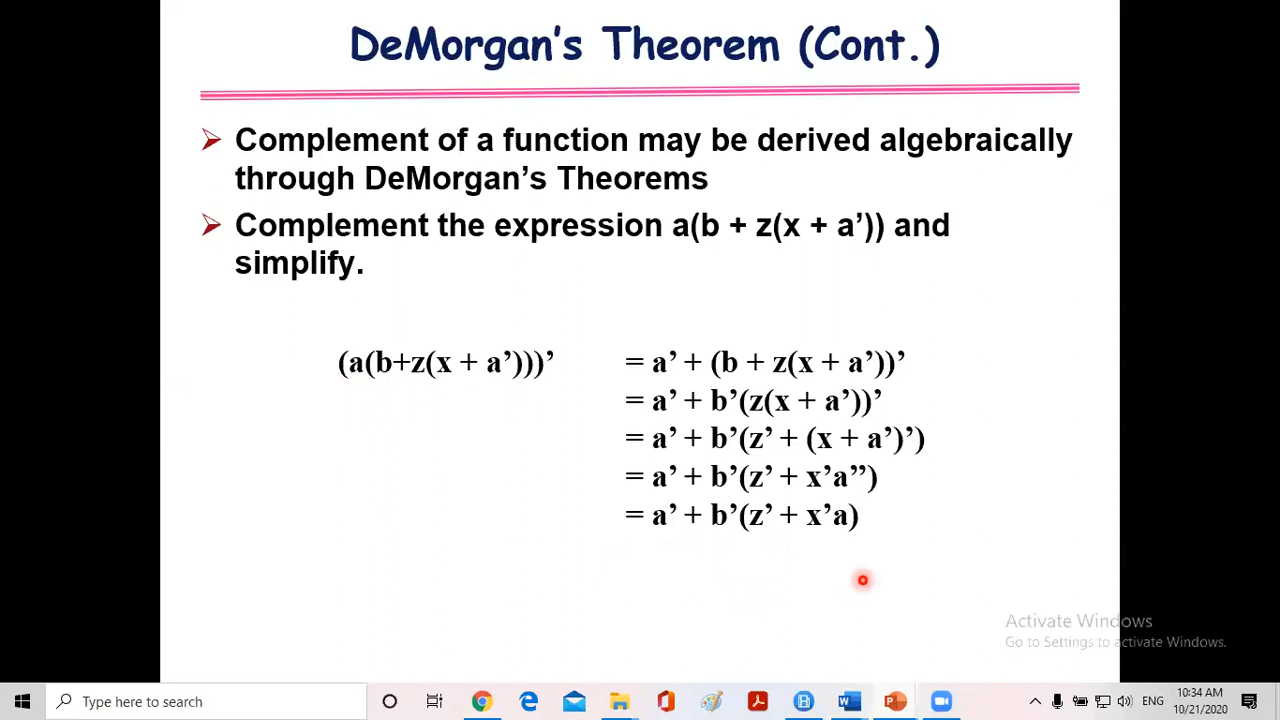 DeMorgan’s Theorem (Cont.)
Complement of a function may be derived algebraically
through DeMorgan’s Theorems
Complement the expression a(b + z(x + a’)) and
simplify.
(a(b+z(x + a’)))’ = a’ + (b + z(x + a’))’
= a’ + b’(z(x + a’))’
= a’ + b’(z’ + (x + a’)’)
= a’ + b’(z’ + x’a’’)
= a’ + b’(z’ + x’a)
Activate Windows
Go to Settings to activate Windows.
Type here to search
ENG
10:34 AM
10/21/2020